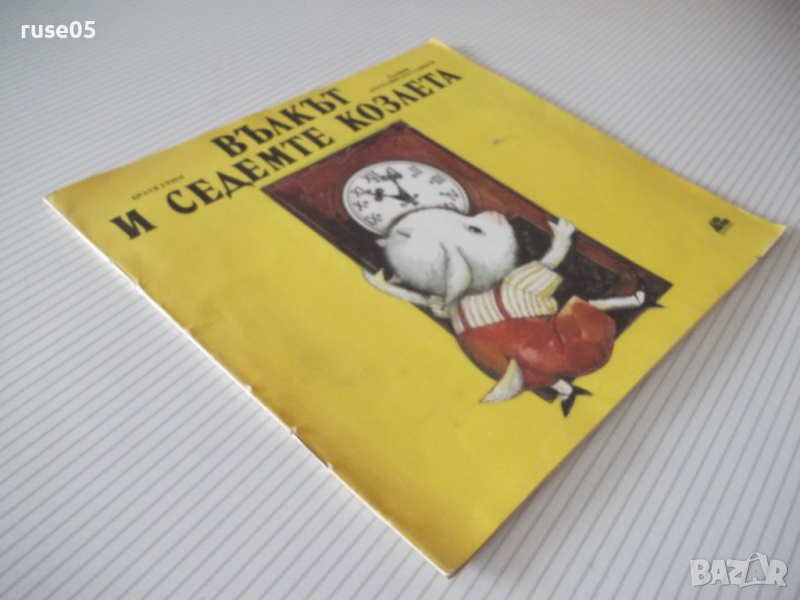 ruse05
БРАТЯ ГРИМ
ВЪЛКЪТ
И СЕДЕМТЕ КОЗЛЕТА
BAZAR